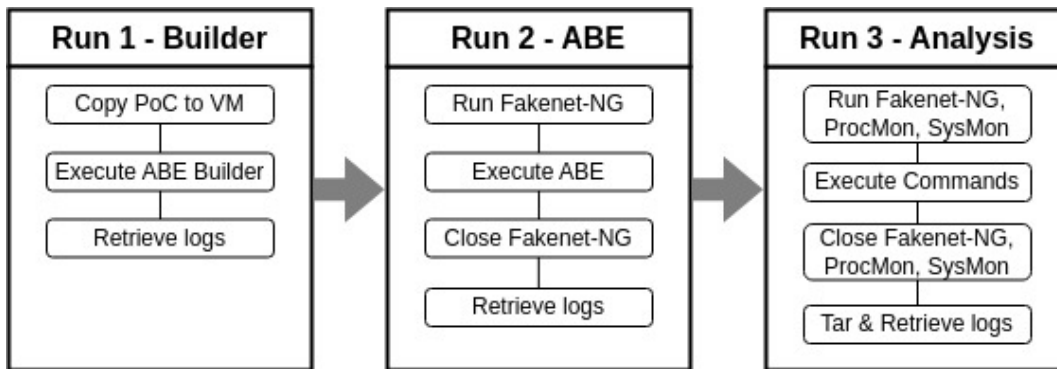 Run 1 - Builder
Copy PoC to VM
Execute ABE Builder
Retrieve logs
Run 2 - ABE
Run Fakenet-NG
Execute ABE
Close Fakenet-NG
Retrieve logs
Run 3 - Analysis
Run Fakenet-NG,
ProcMon, SysMon
Execute Commands
Close Fakenet-NG,
ProcMon, SysMon
Tar & Retrieve logs